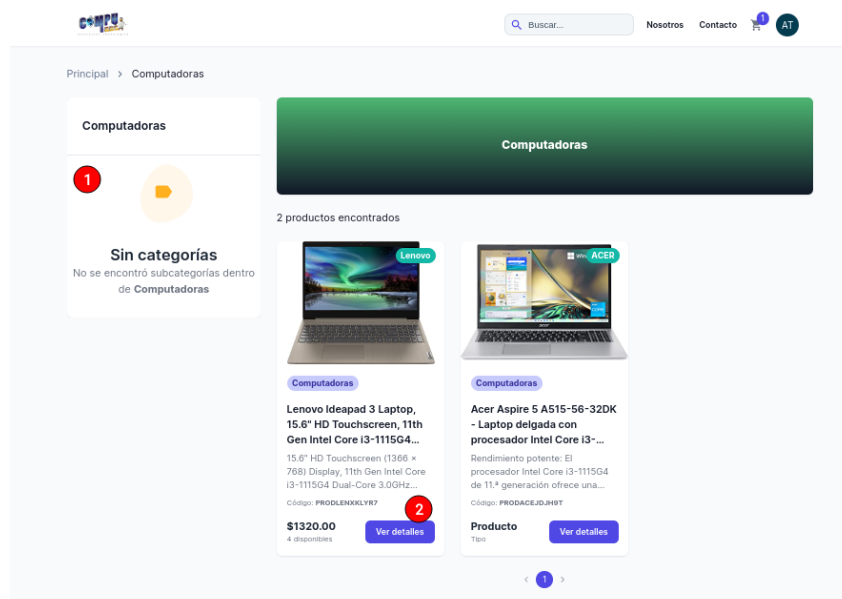 COMPU
Buscar...
Nosotros
Contacto
1
AT
Principal > Computadoras
Computadoras
1
Sin categorías
No se encontró subcategorías dentro
de Computadoras
Computadoras
2 productos encontrados
Lenovo
Computadoras
Lenovo Ideapad 3 Laptop,
15.6" HD Touchscreen, 11th
Gen Intel Core i3-1115G4...
15.6" HD Touchscreen (1366 ×
768) Display, 11th Gen Intel Core
i3-1115G4 Dual-Core 3.0GHz...
Código: PRODLENXKLYR7
2
$1320.00
4 disponibles
Ver detalles
ACER
Computadoras
Acer Aspire 5 A515-56-32DK
- Laptop delgada con
procesador Intel Core i3-...
Rendimiento potente: El
procesador Intel Core i3-1115G4
de 11.ª generación ofrece una...
Código: PRODACEJDJH9T
Producto
Tipo
Ver detalles
‹ 1 ›